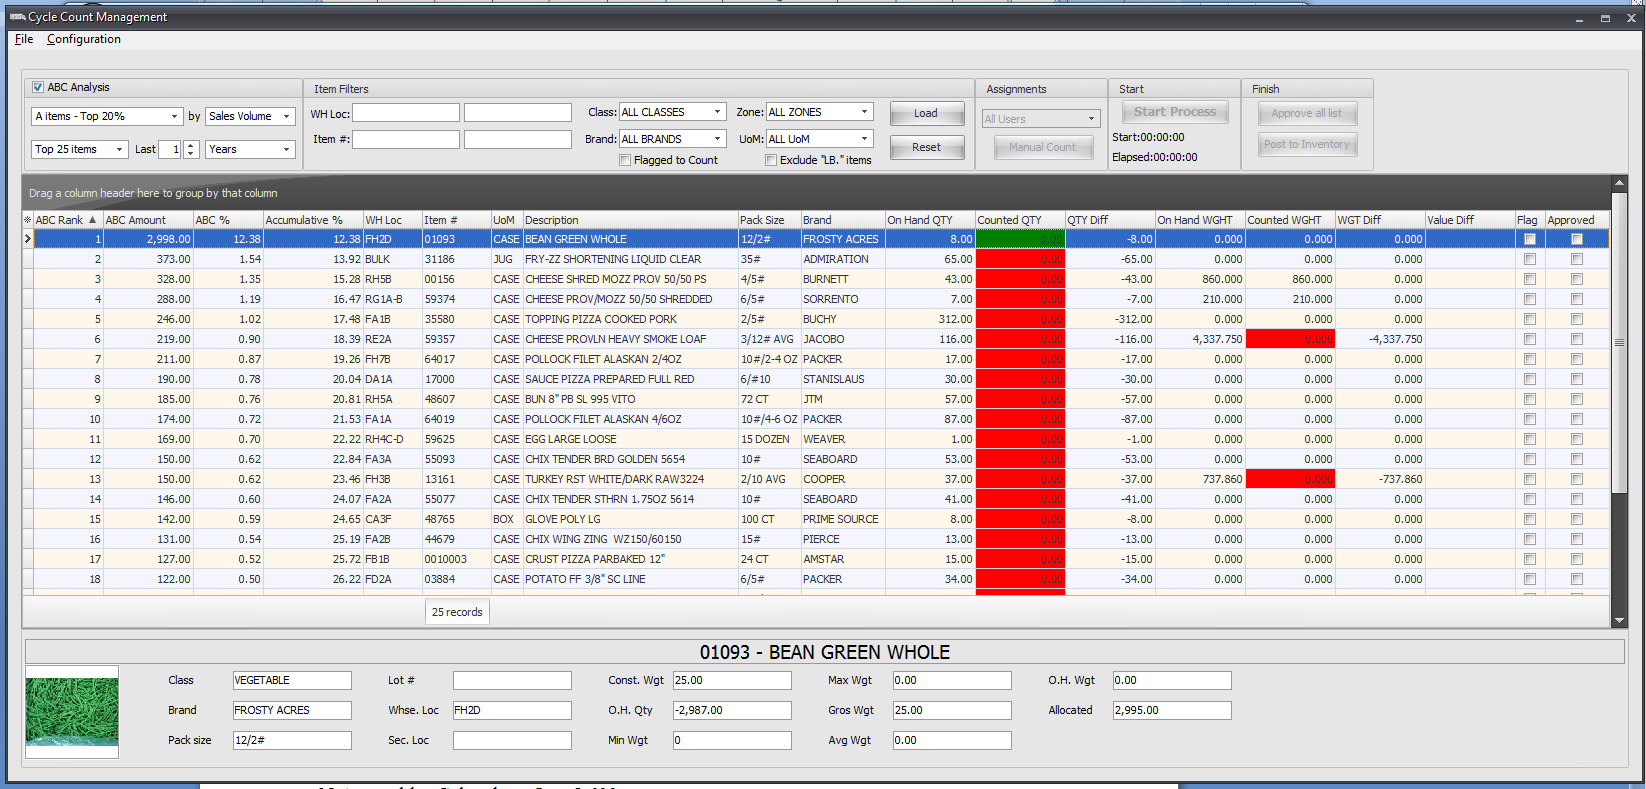 Cycle Count Management
File Configuration
ABC Analysis
A items - Top 20% by Sales Volume
Top 25 items Last 1 Years
Item Filters
WH Loc: Class: ALL CLASSES Zone: ALL ZONES Load
Item #: Brand: ALL BRANDS UoM: ALL UoM Reset
Flagged to Count Exclude "LB." items
Assignments
All Users
Manual Count
Start
Start Process
Start:00:00:00
Elapsed:00:00:00
Finish
Approve all list
Post to Inventory
Drag a column header here to group by that column
ABC Rank ABC Amount ABC % Accumulative % WH Loc Item # UoM Description Pack Size Brand On Hand QTY Counted QTY QTY Diff On Hand WGHT Counted WGHT WGT Diff Value Diff Flag Approved
1 2,998.00 12.38 12.38 FH2D 01093 CASE BEAN GREEN WHOLE 12/2# FROSTY ACRES 8.00 0.00 -8.00 0.000 0.000 0.000
2 373.00 1.54 13.92 BULK 31186 JUG FRY-ZZ SHORTENING LIQUID CLEAR 35# ADMIRATION 65.00 0.00 -65.00 0.000 0.000 0.000
3 328.00 1.35 15.28 RH5B 00156 CASE CHEESE SHRED MOZZ PROV 50/50 PS 4/5# BURNETT 43.00 0.00 -43.00 860.000 860.000 0.000
4 288.00 1.19 16.47 RG1A-B 59374 CASE CHEESE PROV/MOZZ 50/50 SHREDDED 6/5# SORRENTO 7.00 0.00 -7.00 210.000 210.000 0.000
5 246.00 1.02 17.48 FA1B 35580 CASE TOPPING PIZZA COOKED PORK 2/5# BUCHY 312.00 0.00 -312.00 0.000 0.000 0.000
6 219.00 0.90 18.39 RE2A 59357 CASE CHEESE PROVLN HEAVY SMOKE LOAF 3/12# AVG JACOBO 116.00 0.00 -116.00 4,337.750 0.000 -4,337.750
7 211.00 0.87 19.26 FH7B 64017 CASE POLLOCK FILET ALASKAN 2/4OZ 10#/2-4 OZ PACKER 17.00 0.00 -17.00 0.000 0.000 0.000
8 190.00 0.78 20.04 DA1A 17000 CASE SAUCE PIZZA PREPARED FULL RED 6/#10 STANISLAUS 30.00 0.00 -30.00 0.000 0.000 0.000
9 185.00 0.76 20.81 RH5A 48607 CASE BUN 8" PB SL 995 VITO 72 CT JTM 57.00 0.00 -57.00 0.000 0.000 0.000
10 174.00 0.72 21.53 FA1A 64019 CASE POLLOCK FILET ALASKAN 4/6OZ 10#/4-6 OZ PACKER 87.00 0.00 -87.00 0.000 0.000 0.000
11 169.00 0.70 22.22 RH4C-D 59625 CASE EGG LARGE LOOSE 15 DOZEN WEAVER 1.00 0.00 -1.00 0.000 0.000 0.000
12 150.00 0.62 22.84 FA3A 55093 CASE CHIX TENDER BRD GOLDEN 5654 10# SEABOARD 53.00 0.00 -53.00 0.000 0.000 0.000
13 150.00 0.62 23.46 FH3B 13161 CASE TURKEY RST WHITE/DARK RAW3224 2/10 AVG COOPER 37.00 0.00 -37.00 737.860 0.000 -737.860
14 146.00 0.60 24.07 FA2A 55077 CASE CHIX TENDER STHRN 1.75OZ 5614 10# SEABOARD 41.00 0.00 -41.00 0.000 0.000 0.000
15 142.00 0.59 24.65 CA3F 48765 BOX GLOVE POLY LG 100 CT PRIME SOURCE 8.00 0.00 -8.00 0.000 0.000 0.000
16 131.00 0.54 25.19 FA2B 44679 CASE CHIX WING ZING WZ150/60150 15# PIERCE 13.00 0.00 -13.00 0.000 0.000 0.000
17 127.00 0.52 25.72 FB1B 0010003 CASE CRUST PIZZA PARBAKED 12" 24 CT AMSTAR 15.00 0.00 -15.00 0.000 0.000 0.000
18 122.00 0.50 26.22 FD2A 03884 CASE POTATO FF 3/8" SC LINE 6/5# PACKER 34.00 0.00 -34.00 0.000 0.000 0.000
25 records
01093 - BEAN GREEN WHOLE
Class VEGETABLE Lot # Const. Wgt 25.00 Max Wgt 0.00 O.H. Wgt 0.00
Brand FROSTY ACRES Whse. Loc FH2D O.H. Qty -2,987.00 Gros Wgt 25.00 Allocated 2,995.00
Pack size 12/2# Sec. Loc Min Wgt 0 Avg Wgt 0.00